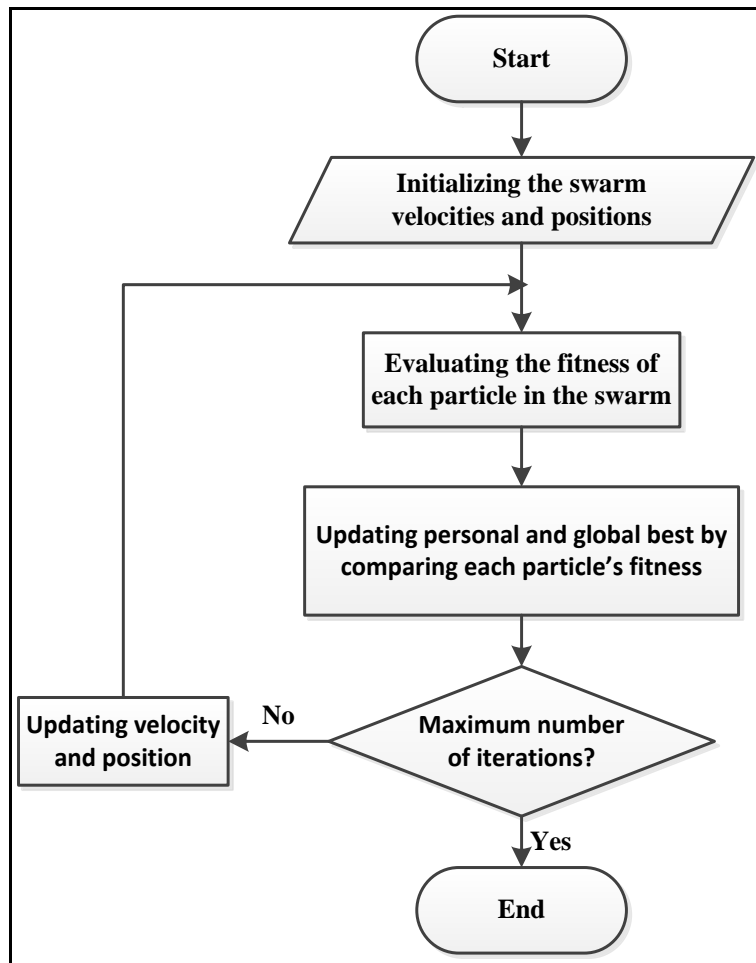 Start
Initializing the swarm
velocities and positions
Evaluating the fitness of
each particle in the swarm
Updating personal and global best by
comparing each particle’s fitness
Maximum number
of iterations?
No
Updating velocity
and position
Yes
End